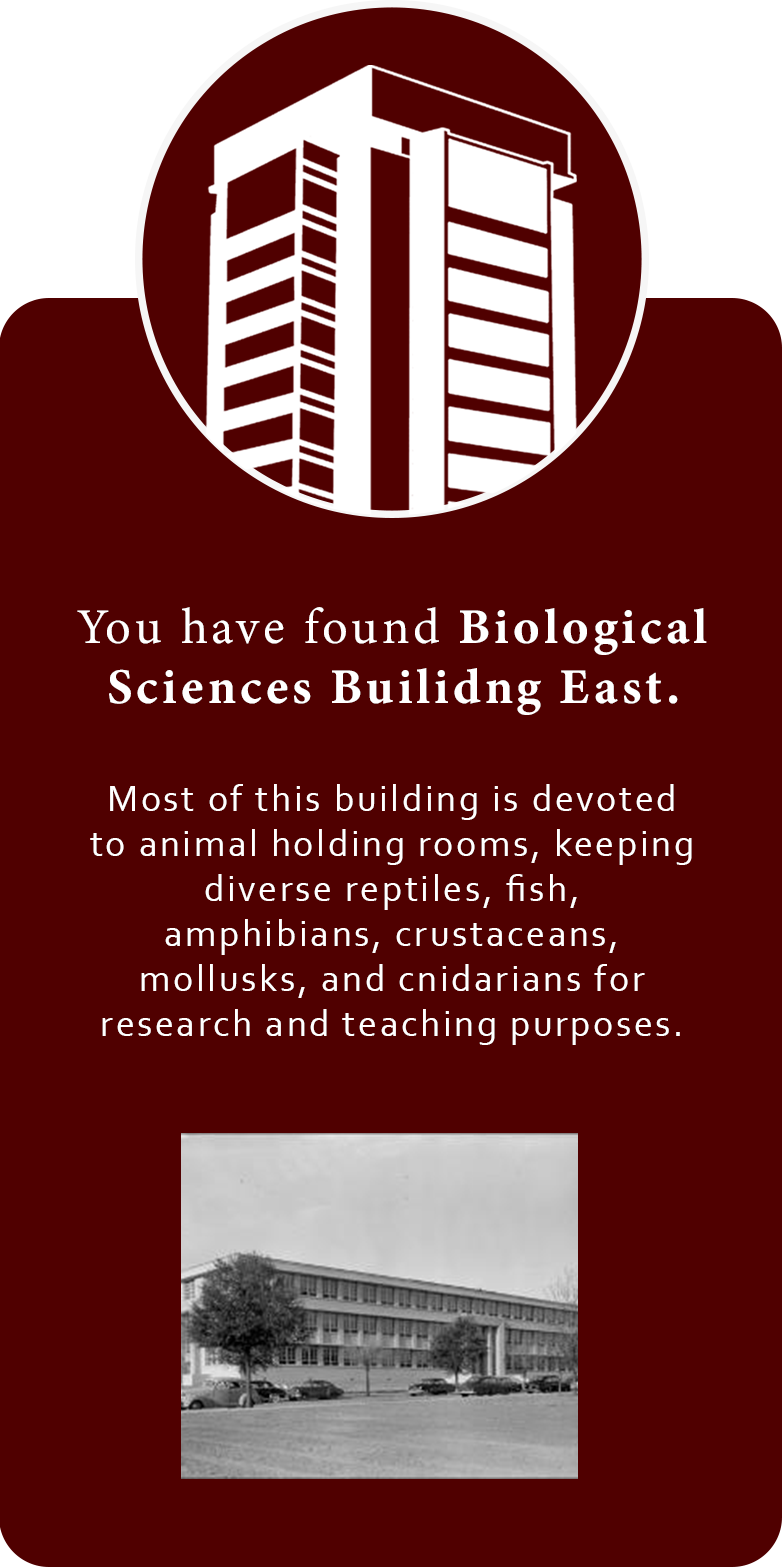 You have found Biological
Sciences Builidng East.
Most of this building is devoted
to animal holding rooms, keeping
diverse reptiles, fish,
amphibians, crustaceans,
mollusks, and cnidarians for
research and teaching purposes.